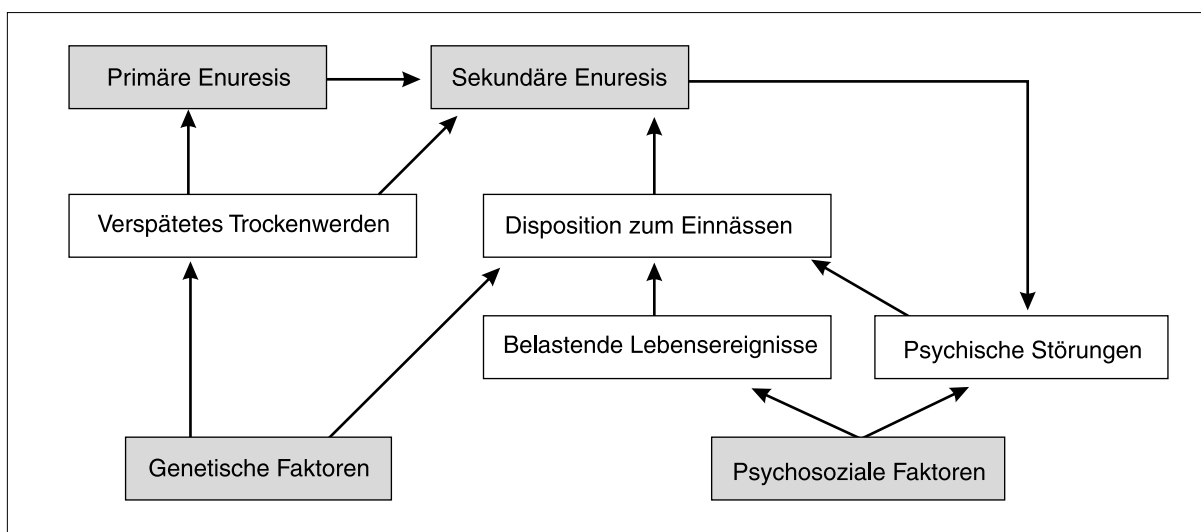 Primäre Enuresis
Sekundäre Enuresis
Verspätetes Trockenwerden
Disposition zum Einnässen
Belastende Lebensereignisse
Psychische Störungen
Genetische Faktoren
Psychosoziale Faktoren